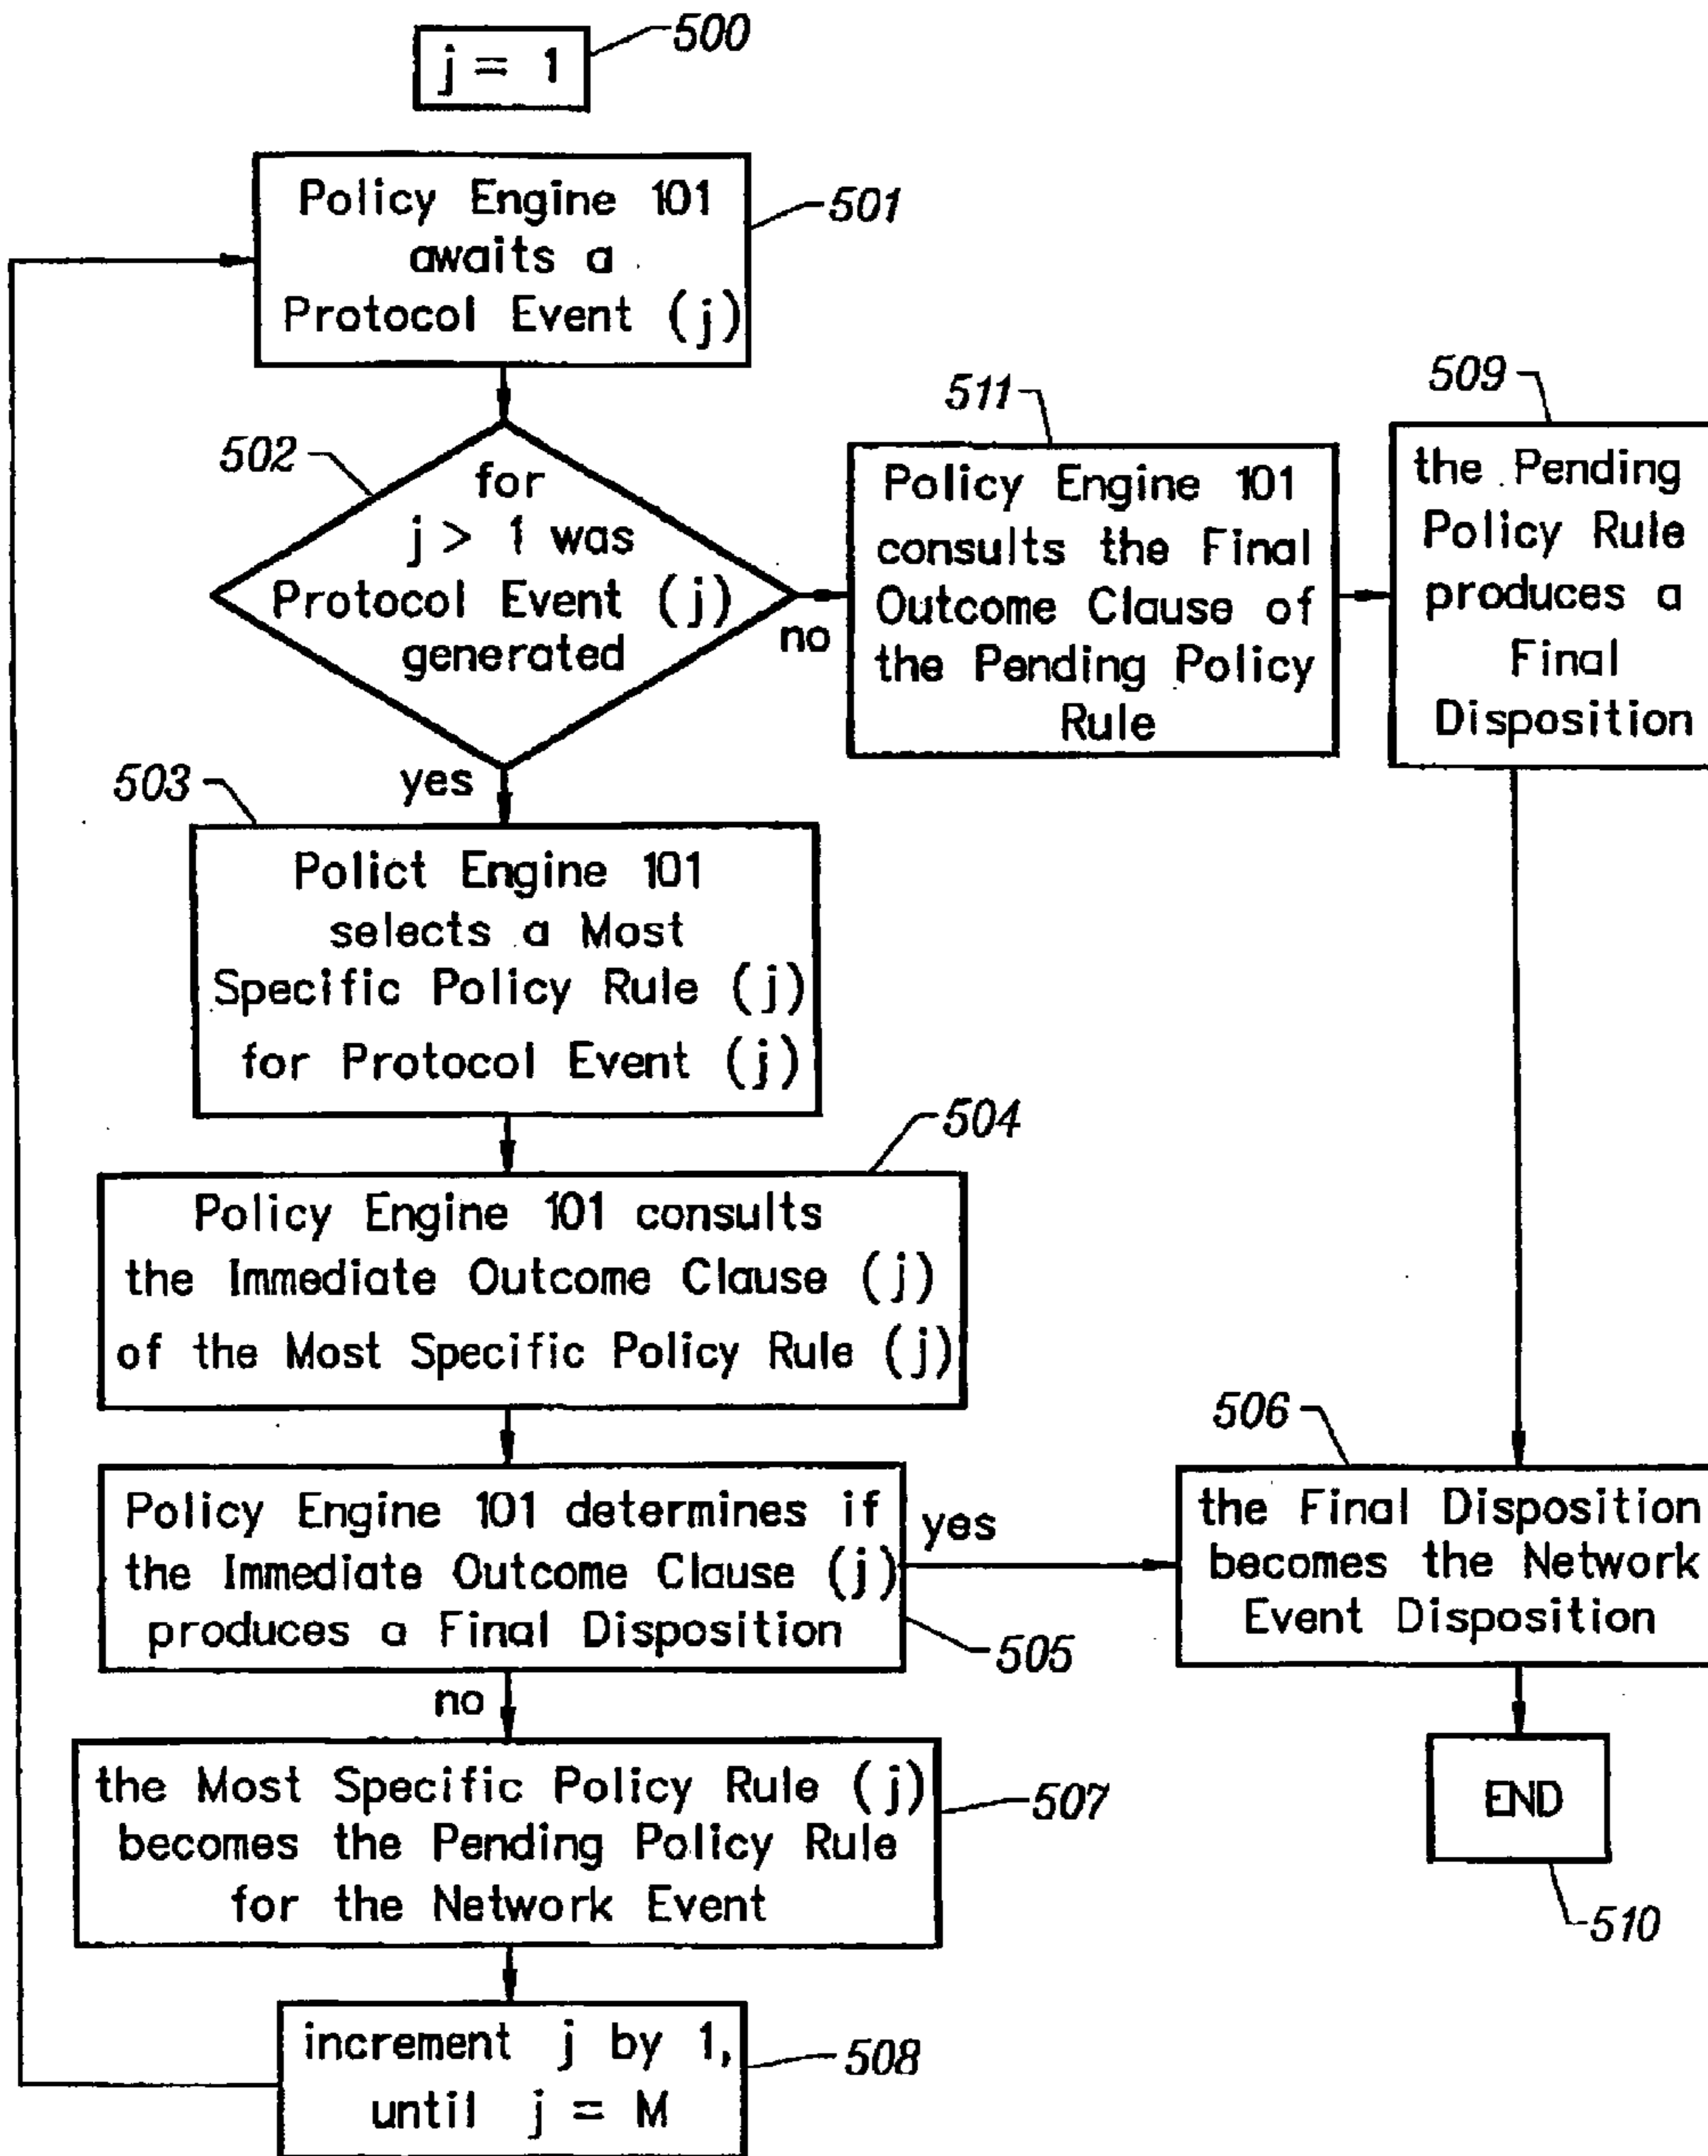 j = 1
500
Policy Engine 101
awaits a
Protocol Event (j)
501
502
for
j > 1 was
Protocol Event (j)
generated
no
yes
511
Policy Engine 101
consults the Final
Outcome Clause of
the Pending Policy
Rule
509
the Pending
Policy Rule
produces a
Final
Disposition
503
Polict Engine 101
selects a Most
Specific Policy Rule (j)
for Protocol Event (j)
504
Policy Engine 101 consults
the Immediate Outcome Clause (j)
of the Most Specific Policy Rule (j)
Policy Engine 101 determines if
the Immediate Outcome Clause (j)
produces a Final Disposition
505
yes
no
506
the Final Disposition
becomes the Network
Event Disposition
the Most Specific Policy Rule (j)
becomes the Pending Policy Rule
for the Network Event
507
END
510
increment j by 1,
until j = M
508